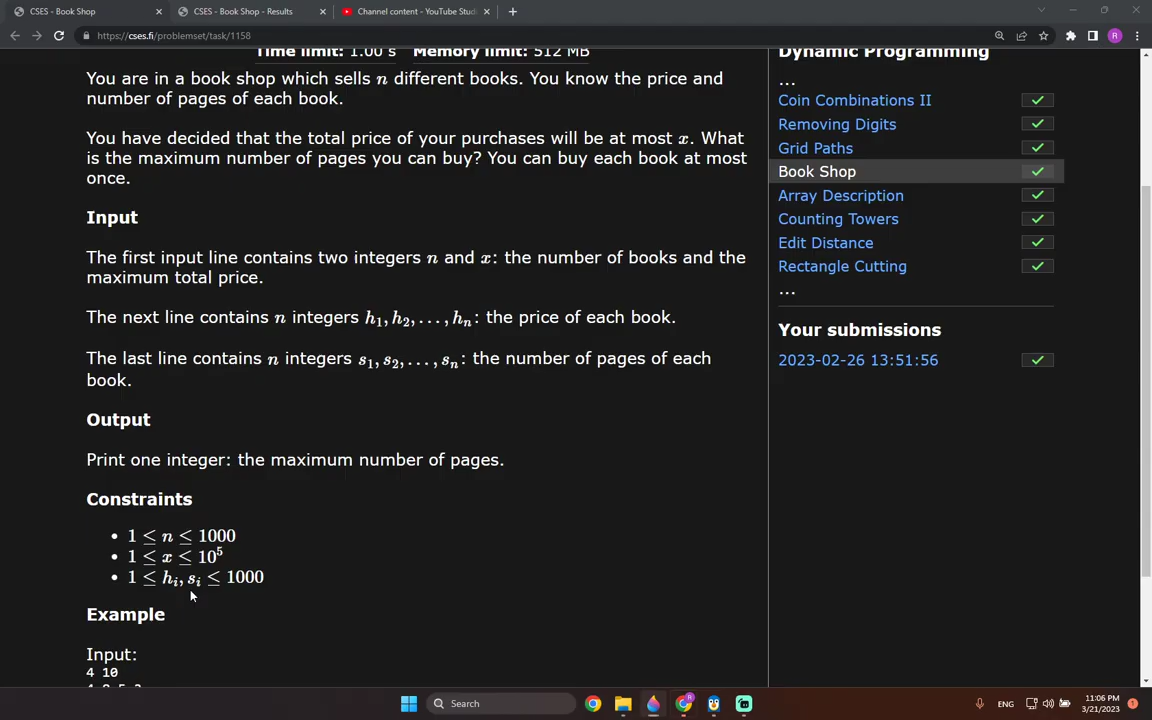 CSES - Book Shop
CSES - Book Shop - Results
Channel content - YouTube Stud
https://cses.fi/problemset/task/1158
R
Time limit: 1.00 s Memory limit: 512 MB
You are in a book shop which sells n different books. You know the price and
number of pages of each book.
You have decided that the total price of your purchases will be at most x. What
is the maximum number of pages you can buy? You can buy each book at most
once.
Input
The first input line contains two integers n and x: the number of books and the
maximum total price.
The next line contains n integers h₁, h₂, . . . , hₙ: the price of each book.
The last line contains n integers s₁, s₂, . . . , sₙ: the number of pages of each
book.
Output
Print one integer: the maximum number of pages.
Constraints
• 1 ≤ n ≤ 1000
• 1 ≤ x ≤ 10⁵
• 1 ≤ hᵢ, sᵢ ≤ 1000
Example
Input:
4 10
Dynamic Programming
...
Coin Combinations II
Removing Digits
Grid Paths
Book Shop
Array Description
Counting Towers
Edit Distance
Rectangle Cutting
...
Your submissions
2023-02-26 13:51:56
Search
R
ENG
11:06 PM
3/21/2023